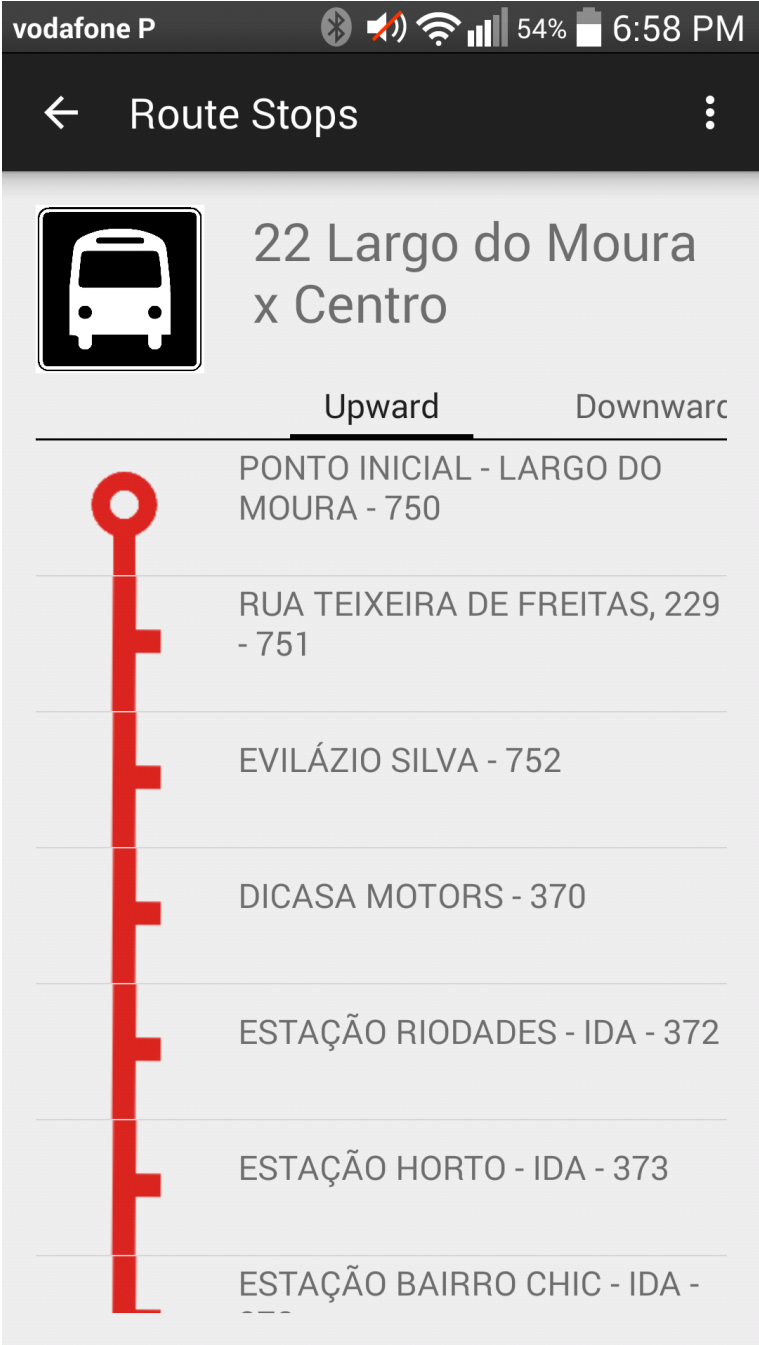 vodafone P
54%
6:58 PM
Route Stops
22 Largo do Moura
x Centro
Upward
Downward
PONTO INICIAL - LARGO DO
MOURA - 750
RUA TEIXEIRA DE FREITAS, 229
- 751
EVILÁZIO SILVA - 752
DICASA MOTORS - 370
ESTAÇÃO RIODADES - IDA - 372
ESTAÇÃO HORTO - IDA - 373
ESTAÇÃO BAIRRO CHIC - IDA -